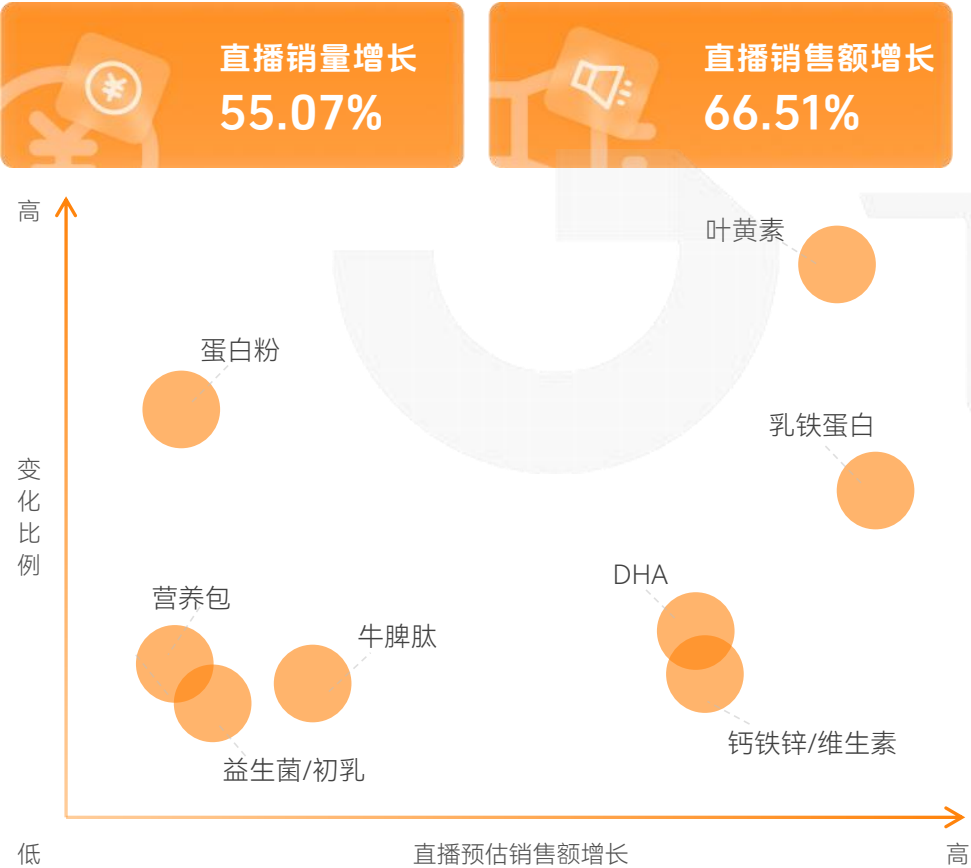 直播销量增长
55.07%
直播销售额增长
66.51%
高
叶黄素
蛋白粉
乳铁蛋白
变化比例
DHA
营养包
牛脾肽
钙铁锌/维生素
益生菌/初乳
低
直播预估销售额增长
高